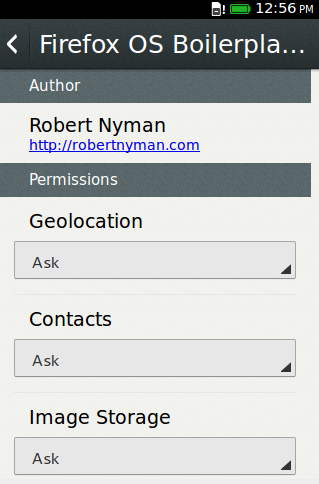 12:56 PM
Firefox OS Boilerpla...
Author
Robert Nyman
http://robertnyman.com
Permissions
Geolocation
Ask
Contacts
Ask
Image Storage
Ask